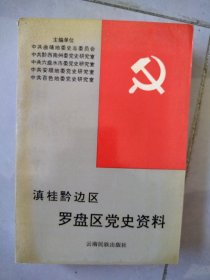 主编单位
中共曲靖地委党史委员会
中共黔西南州委党史研究室
中共六盘水市委党史研究室
中共安顺地委党史研究室
中共百色地委党史研究室
滇桂黔边区
罗盘区党史资料
云南民族出版社